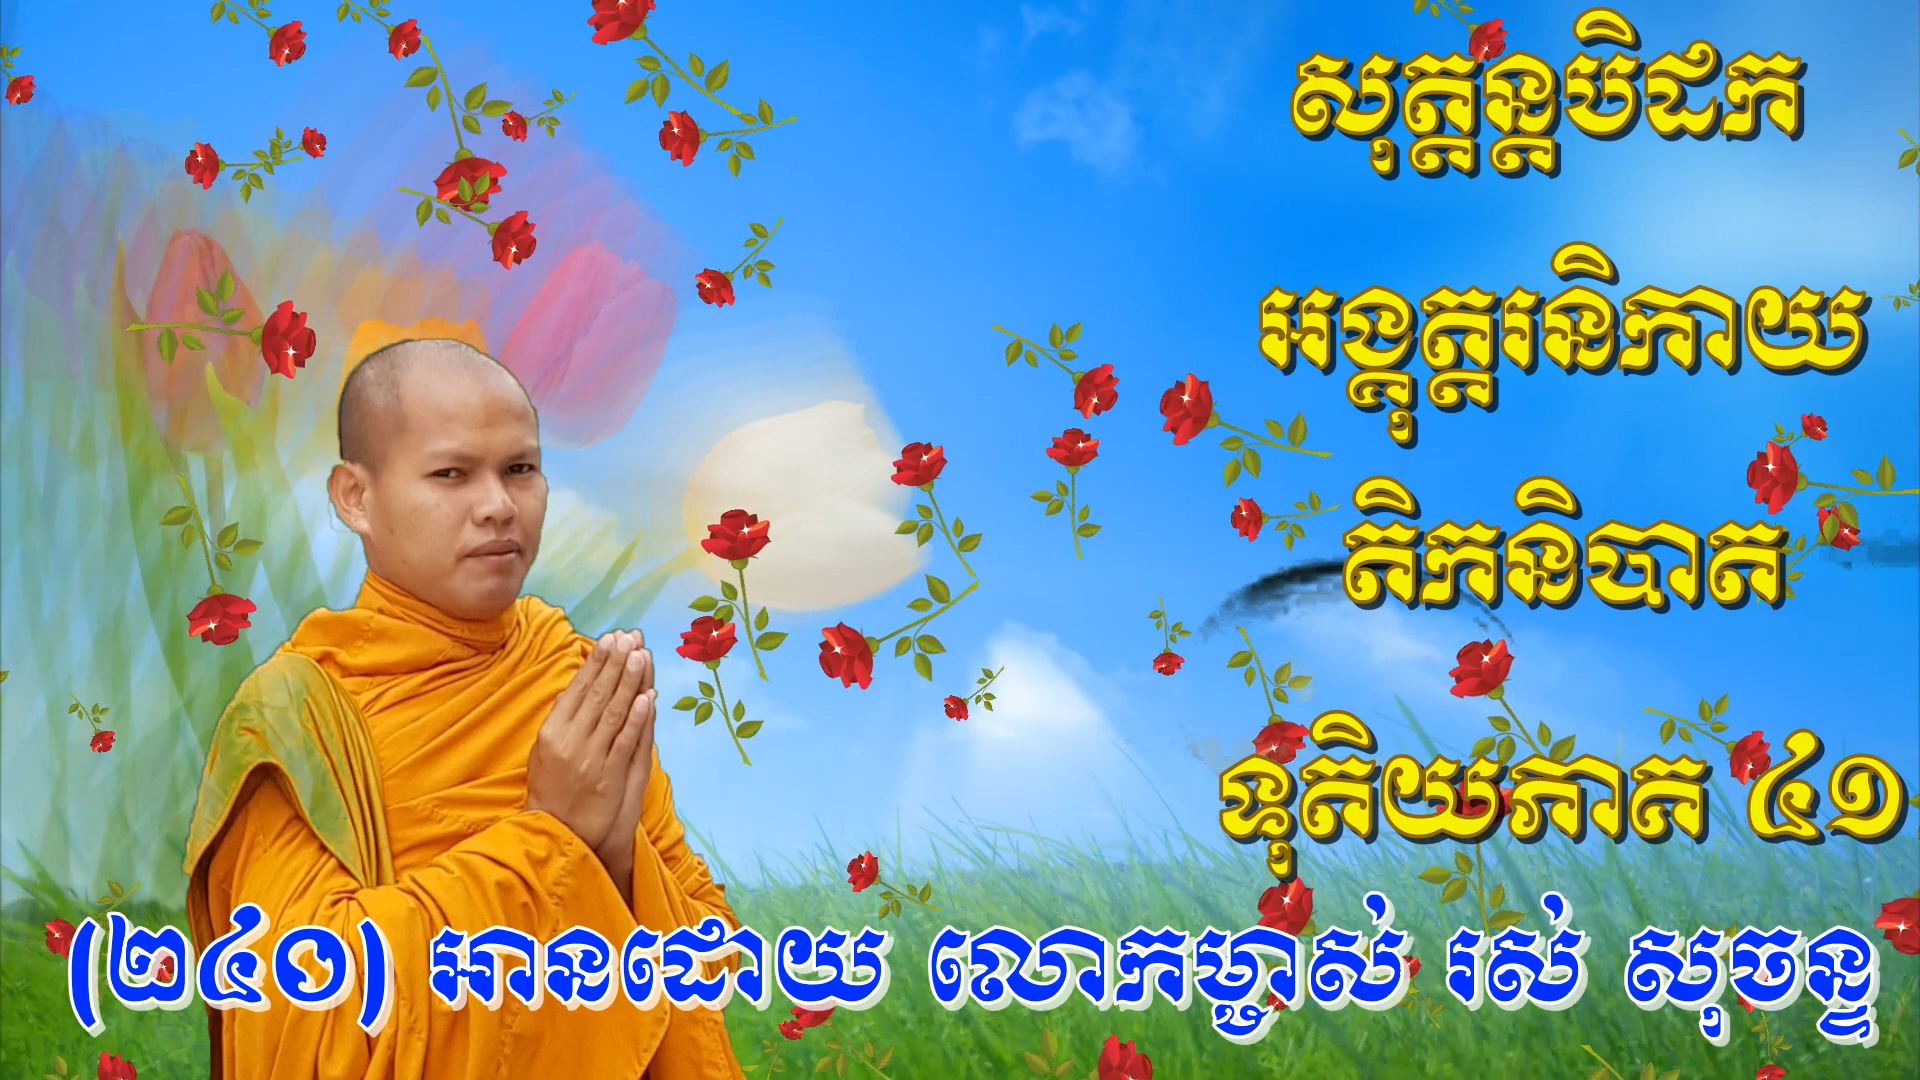 សុត្តន្តបិដក
អង្គុត្តរនិកាយ
តិកនិបាត
ទុតិយភាគ ៤១
(២៤០) អានដោយ លោកម្ចាស់ រស់ សុចន្ទ